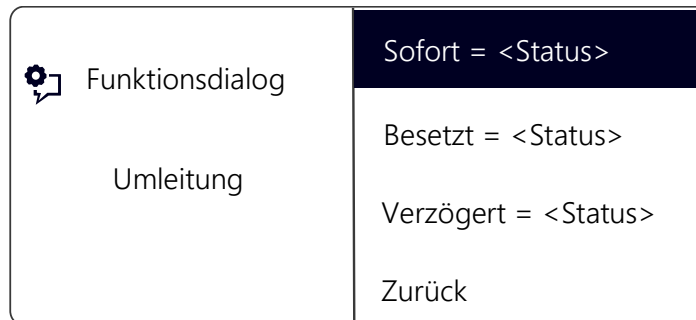 Funktionsdialog
Umleitung
Sofort = <Status>
Besetzt = <Status>
Verzögert = <Status>
Zurück